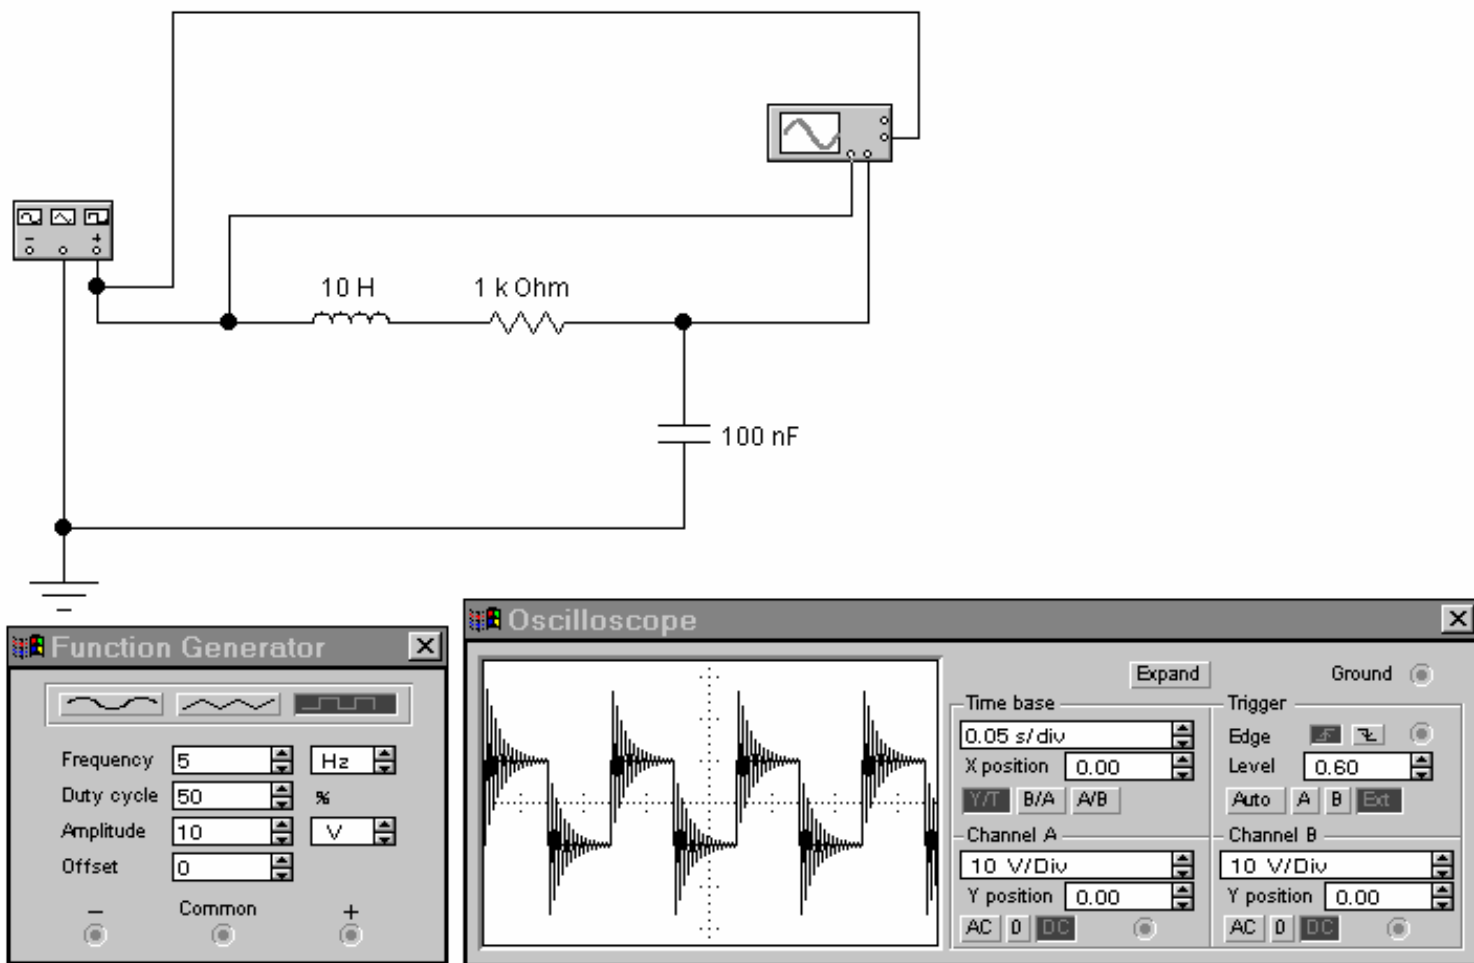 - +
10 H
1 k Ohm
100 nF
Function Generator
Frequency 5 Hz
Duty cycle 50 %
Amplitude 10 V
Offset 0
- Common +
Oscilloscope
Expand
Ground
Time base
0.05 s/div
X position 0.00
Y/T B/A A/B
Trigger
Edge
Level 0.60
Auto A B Ext
Channel A
10 V/Div
Y position 0.00
AC 0 DC
Channel B
10 V/Div
Y position 0.00
AC 0 DC